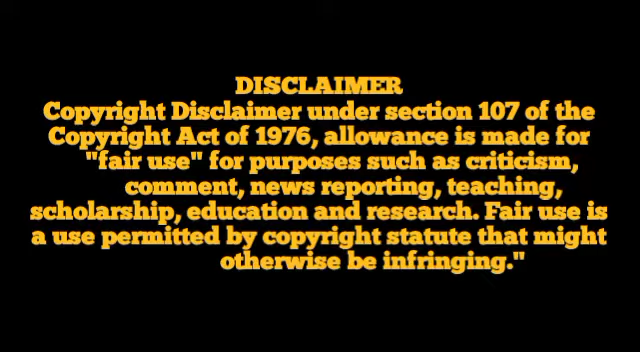 DISCLAIMER
Copyright Disclaimer under section 107 of the
Copyright Act of 1976, allowance is made for
"fair use" for purposes such as criticism,
comment, news reporting, teaching,
scholarship, education and research. Fair use is
a use permitted by copyright statute that might
otherwise be infringing."